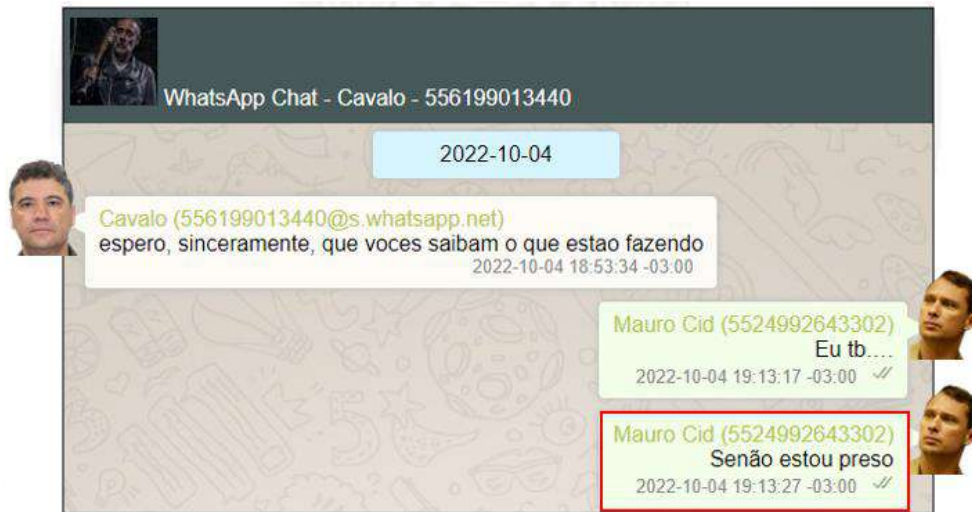 WhatsApp Chat - Cavalo - 556199013440
2022-10-04
Cavalo (556199013440@s.whatsapp.net)
espero, sinceramente, que voces saibam o que estao fazendo
2022-10-04 18:53:34 -03:00
Mauro Cid (5524992643302)
Eu tb....
2022-10-04 19:13:17 -03:00
Mauro Cid (5524992643302)
Senão estou preso
2022-10-04 19:13:27 -03:00